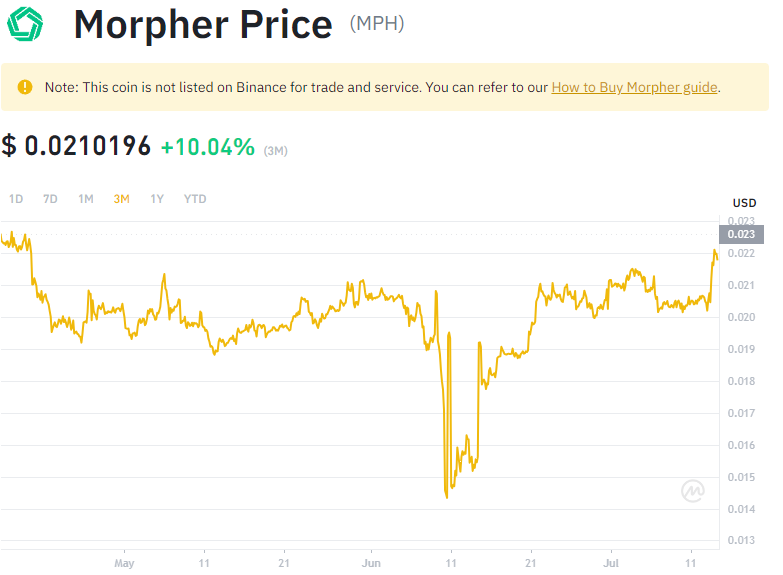 Morpher Price (MPH)
Note: This coin is not listed on Binance for trade and service. You can refer to our How to Buy Morpher guide.
$ 0.0210196 +10.04% (3M)
1D 7D 1M 3M 1Y YTD
USD
0.023
0.023
0.022
0.021
0.020
0.019
0.018
0.017
0.016
0.015
0.014
0.013
May 11 21 Jun 11 21 Jul 11